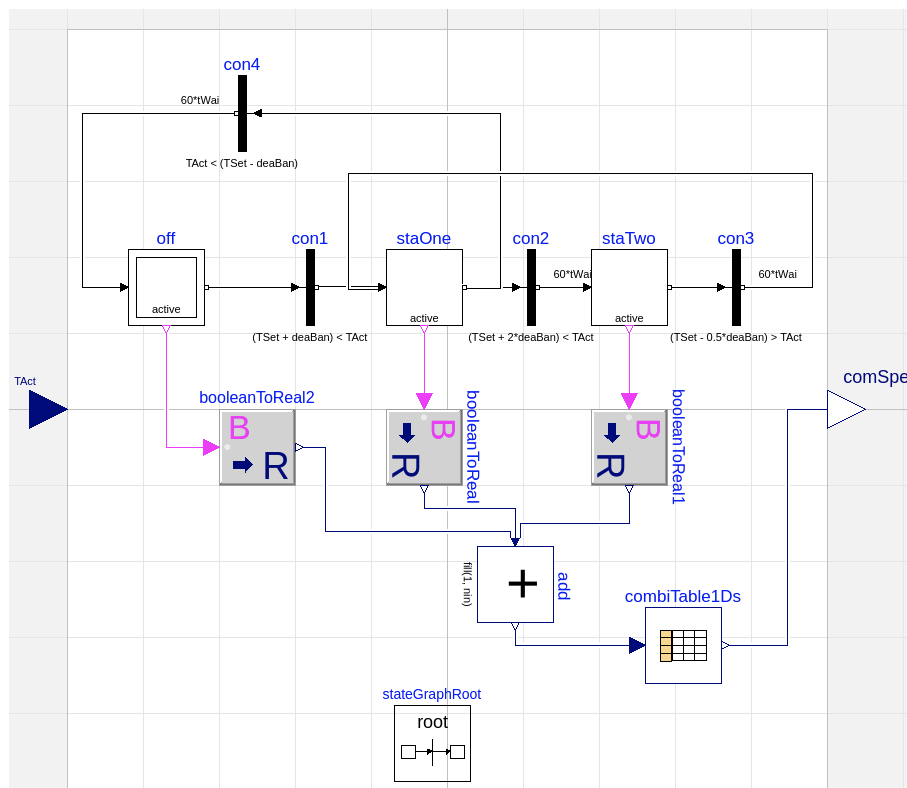 con4
60*tWai
TAct < (TSet - deaBan)
off
con1
staOne
con2
staTwo
con3
60*tWai
60*tWai
active
active
active
(TSet + deaBan) < TAct
(TSet + 2*deaBan) < TAct
(TSet - 0.5*deaBan) > TAct
TAct
comSpe
booleanToReal2
B
R
booleanToReal
B
R
booleanToReal1
B
R
fill(1, nin)
+
add
combiTable1Ds
stateGraphRoot
root